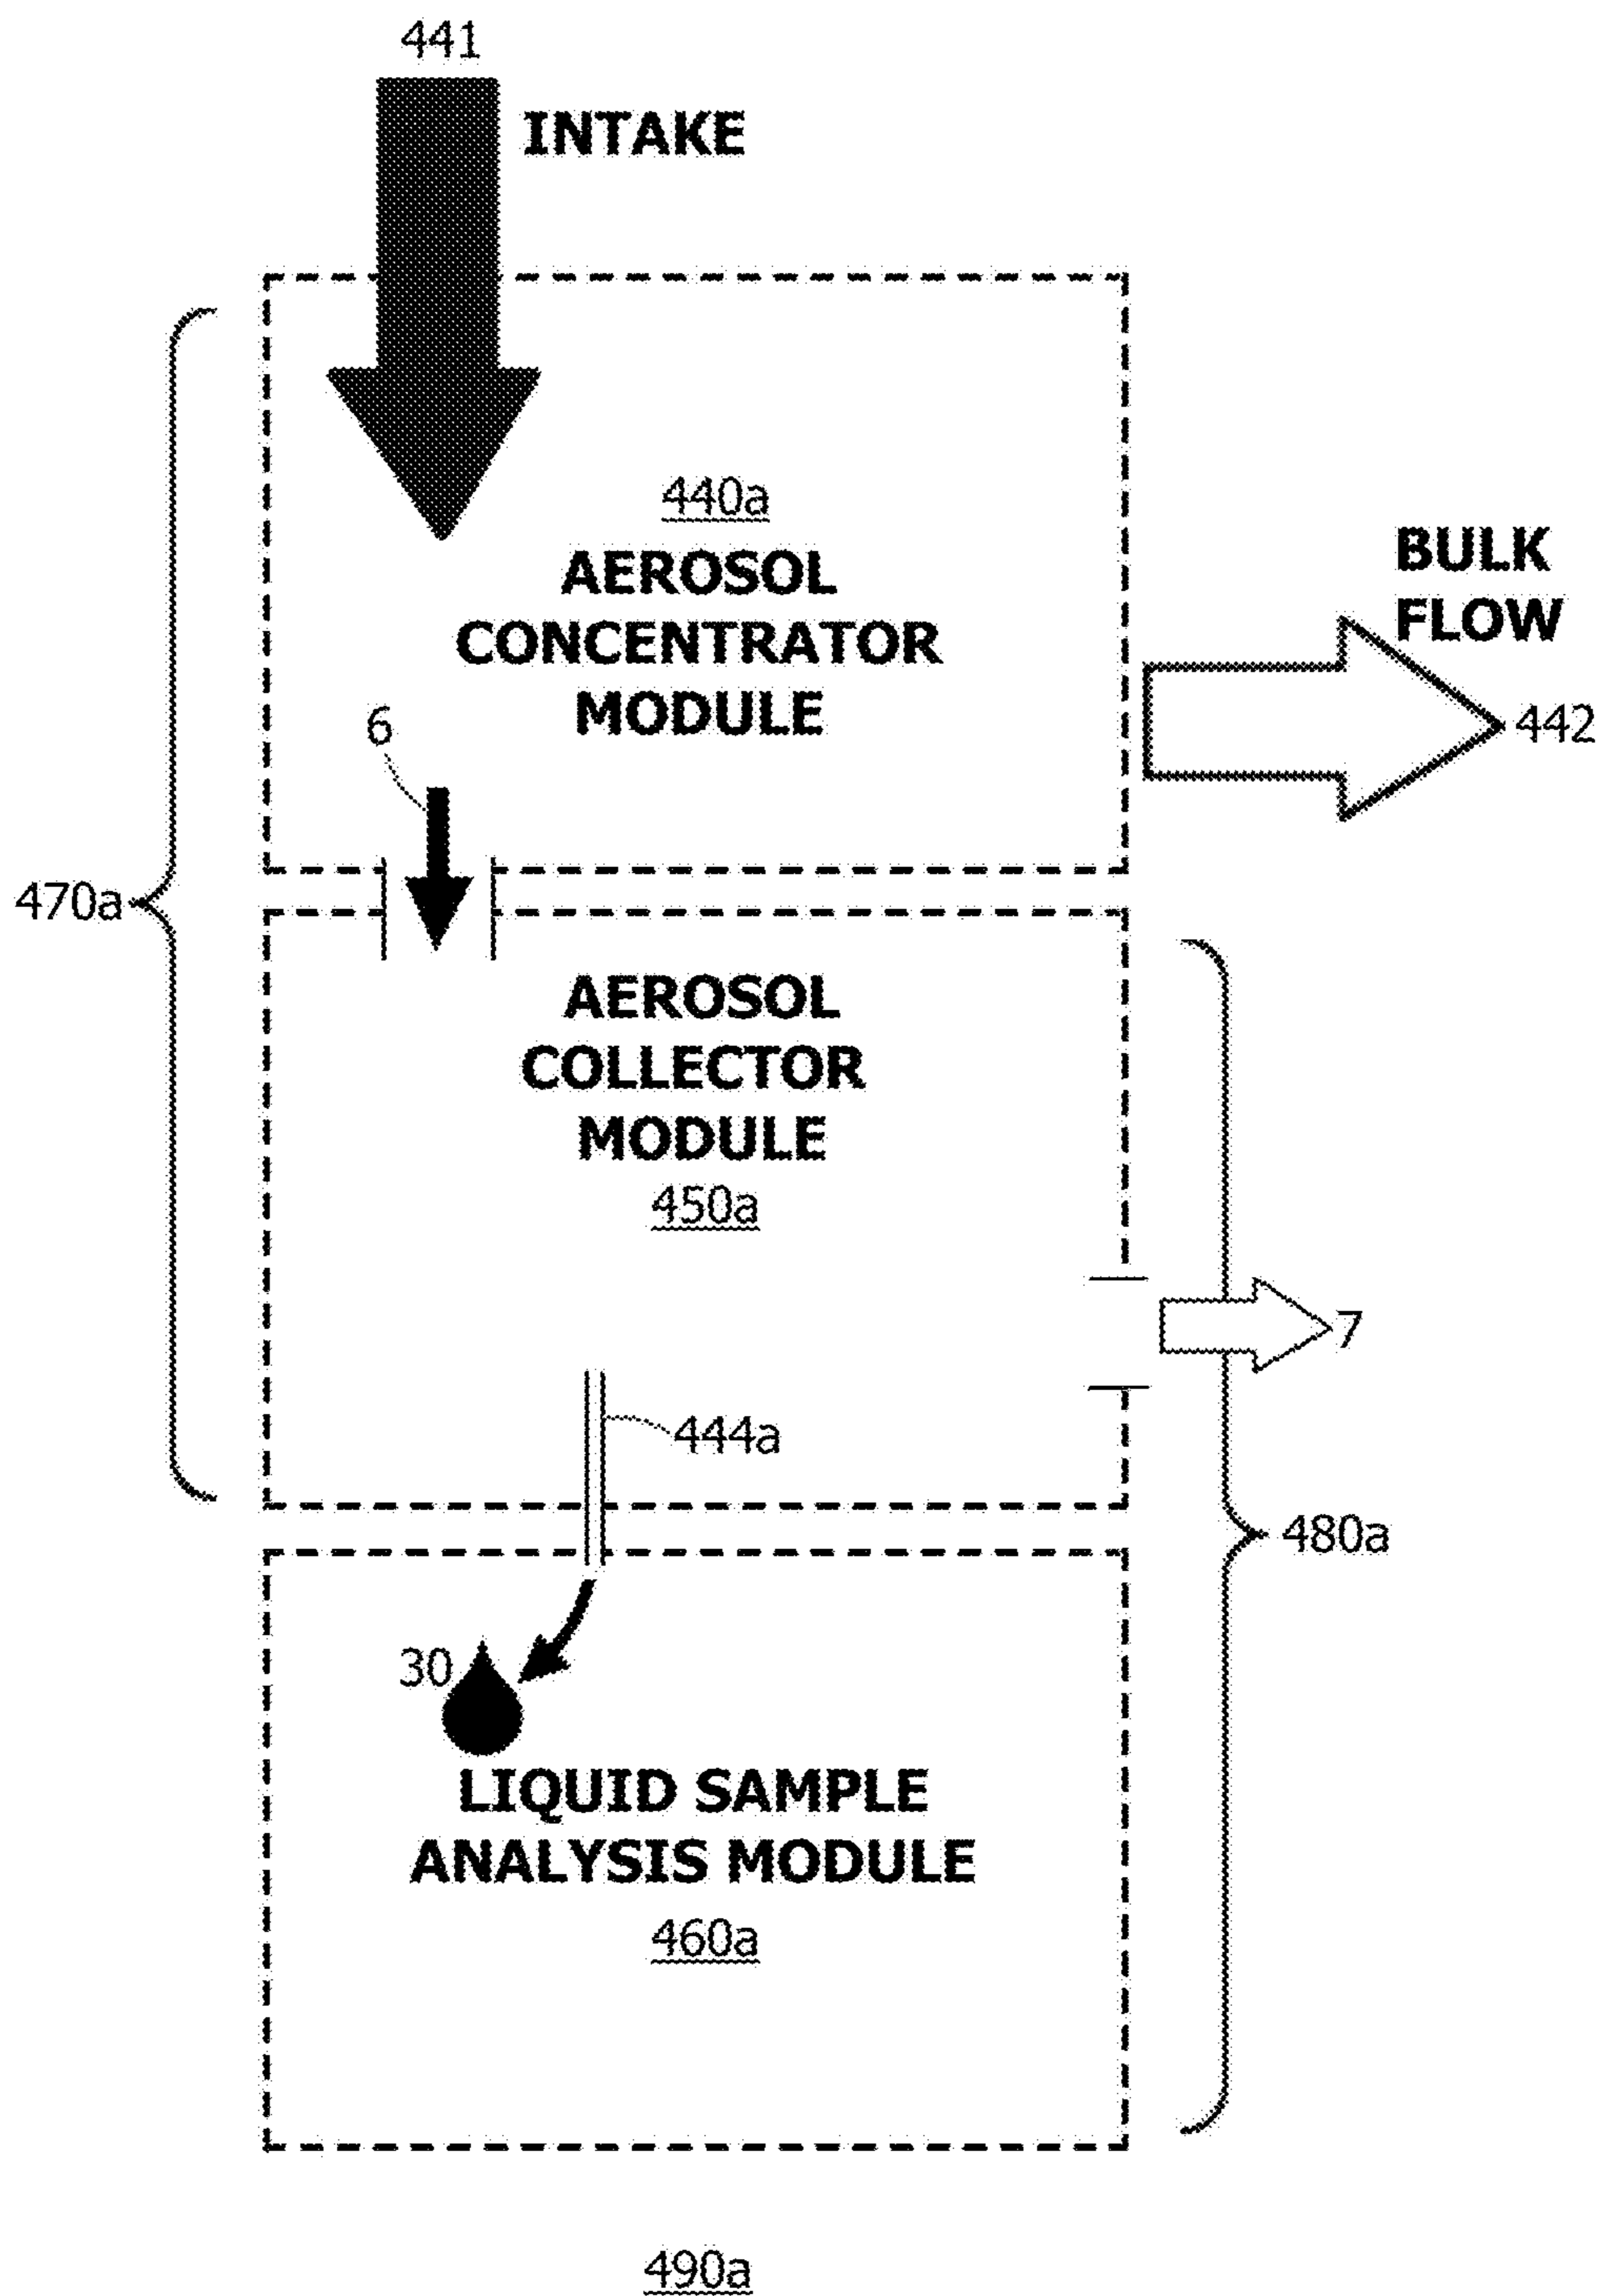 441
INTAKE
440a
AEROSOL
CONCENTRATOR
MODULE
BULK
FLOW
442
6
470a
AEROSOL
COLLECTOR
MODULE
450a
7
444a
480a
30
LIQUID SAMPLE
ANALYSIS MODULE
460a
490a